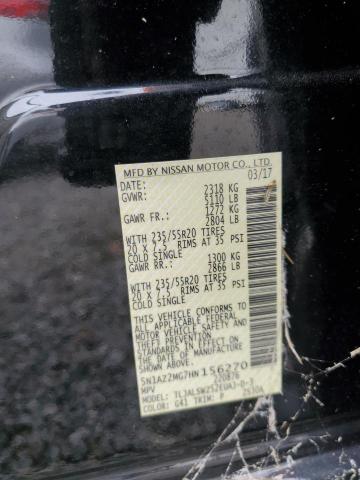 MFD BY NISSAN MOTOR CO., LTD.
DATE: 03/17
GVWR: 2318 KG
5110 LB
GAWR FR.: 1272 KG
2804 LB
WITH 235/55R20 TIRES
20 X 7.5 RIMS AT 35 PSI
COLD SINGLE
GAWR RR.: 1300 KG
2866 LB
WITH 235/55R20 TIRES
20 X 7.5 RIMS AT 35 PSI
COLD SINGLE
THIS VEHICLE CONFORMS TO
ALL APPLICABLE FEDERAL
MOTOR VEHICLE SAFETY
AND THEFT PREVENTION
STANDARDS IN EFFECT ON
THE DATE OF MANUFACTURE
SHOWN ABOVE.
5N1AZ2MG7HN156270
MPV 220876
MODEL: TLJALSWZ52EUAJ-D-J
COLOR: G41 TRIM: P